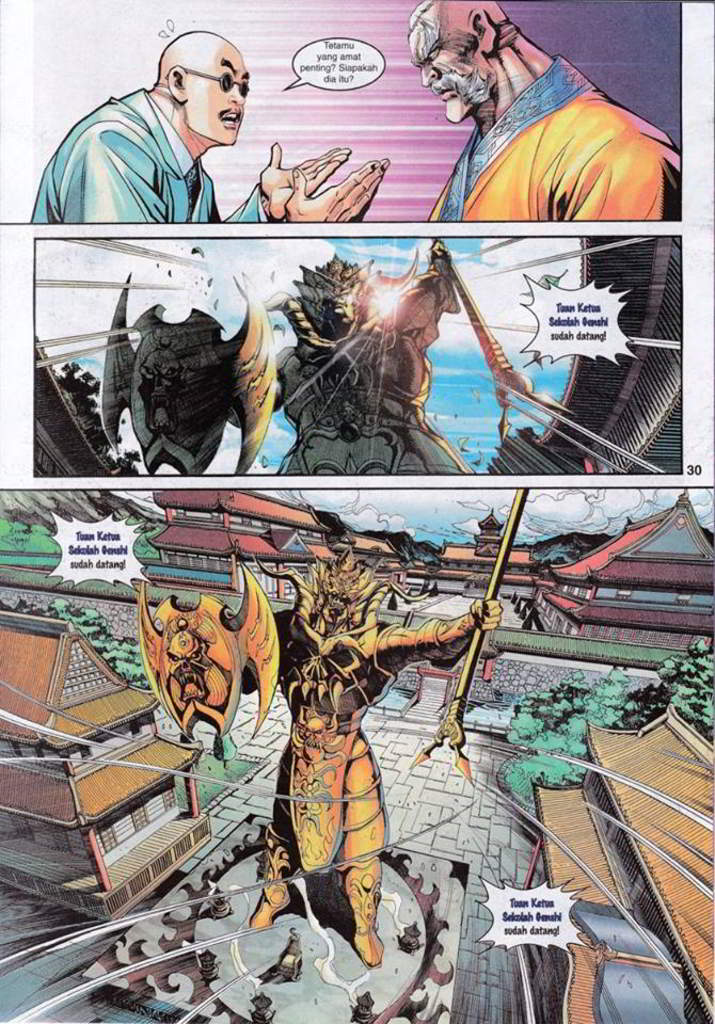 Tetamu
yang amat
penting? Siapakah
dia itu?
Tuan Ketua
Sekolah Genshi
sudah datang!
30
Tuan Ketua
Sekolah Genshi
sudah datang!
Tuan Ketua
Sekolah Genshi
sudah datang!